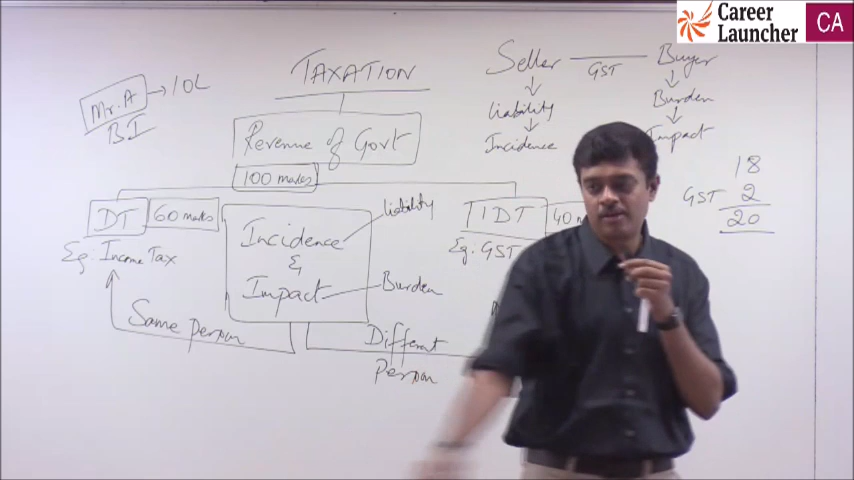 Career
Launcher
CA
TAXATION
Mr. A → 10L
BI
Revenue of Govt
100 marks
DT
60 marks
Eg. Income Tax
Incidence
&
Impact
Liability
Burden
IDT
40 m
Eg. GST
Same person
Different
Person
Seller
GST
Buyer
Liability
Burden
Incidence
Impact
18
GST 2
20